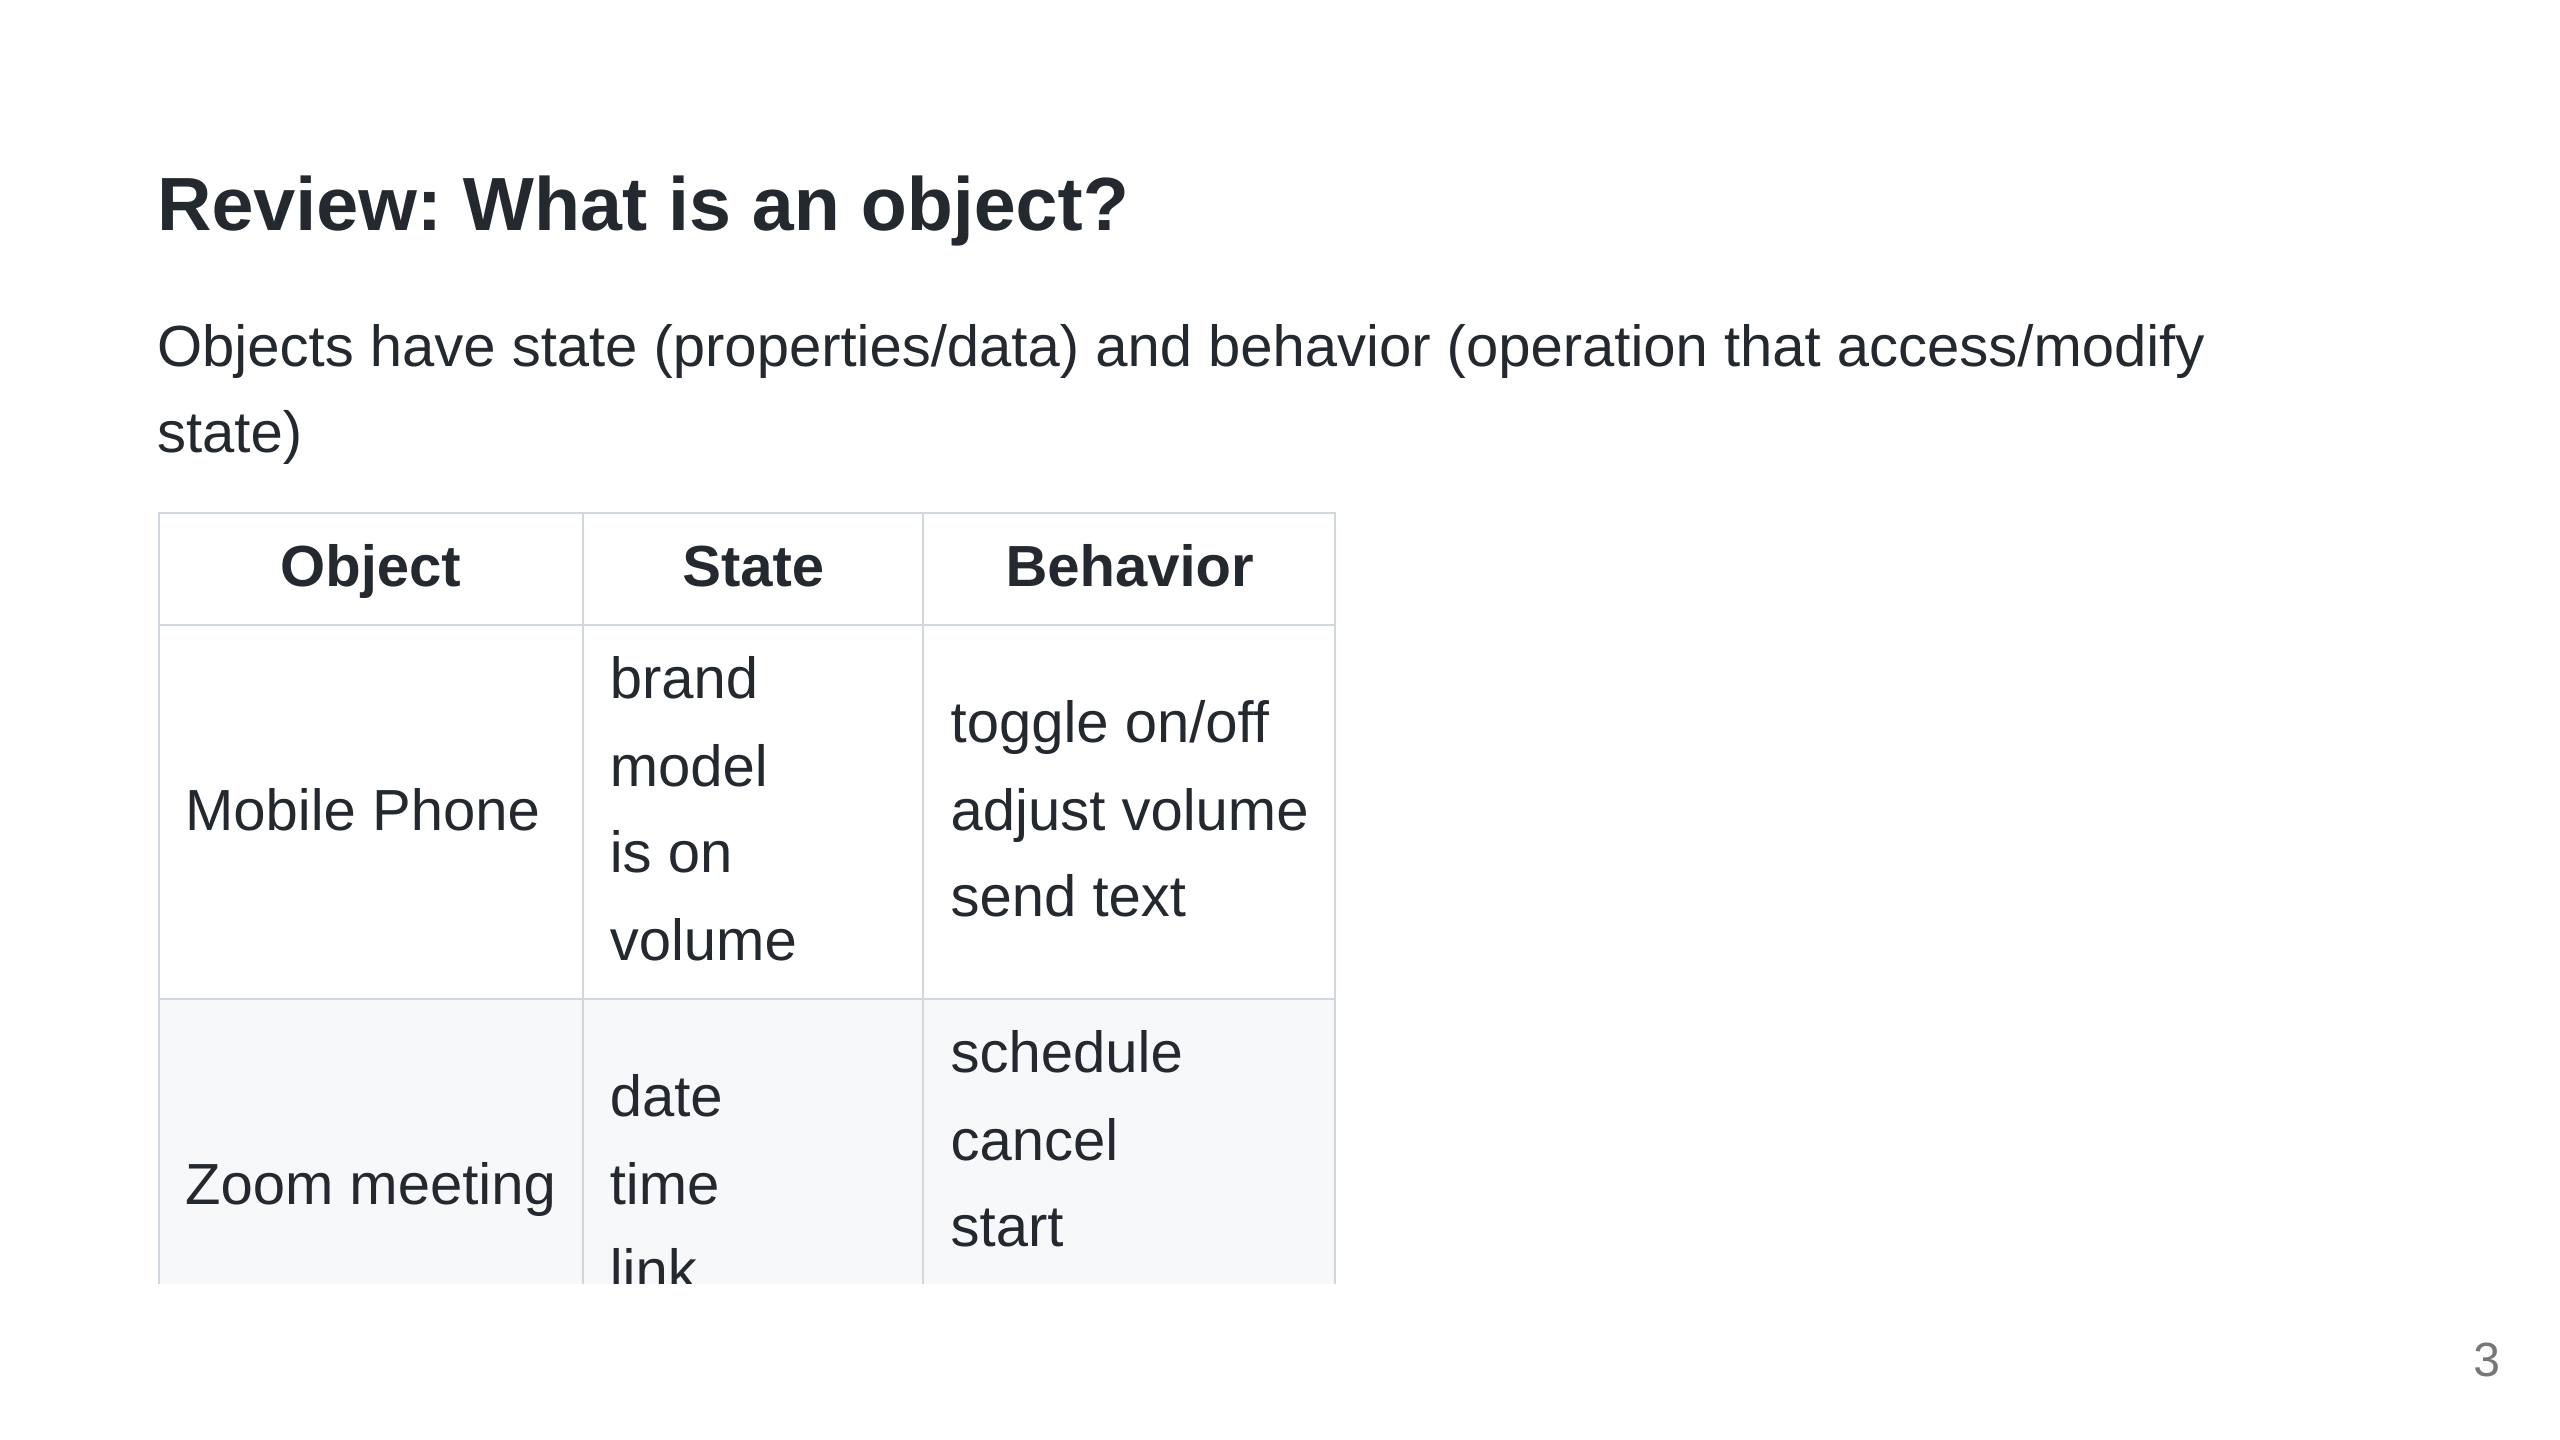 Review: What is an object?
Objects have state (properties/data) and behavior (operation that access/modify
state)
Object State Behavior
Mobile Phone
brand
model
is on
volume
toggle on/off
adjust volume
send text
Zoom meeting
date
time
link
schedule
cancel
start
3